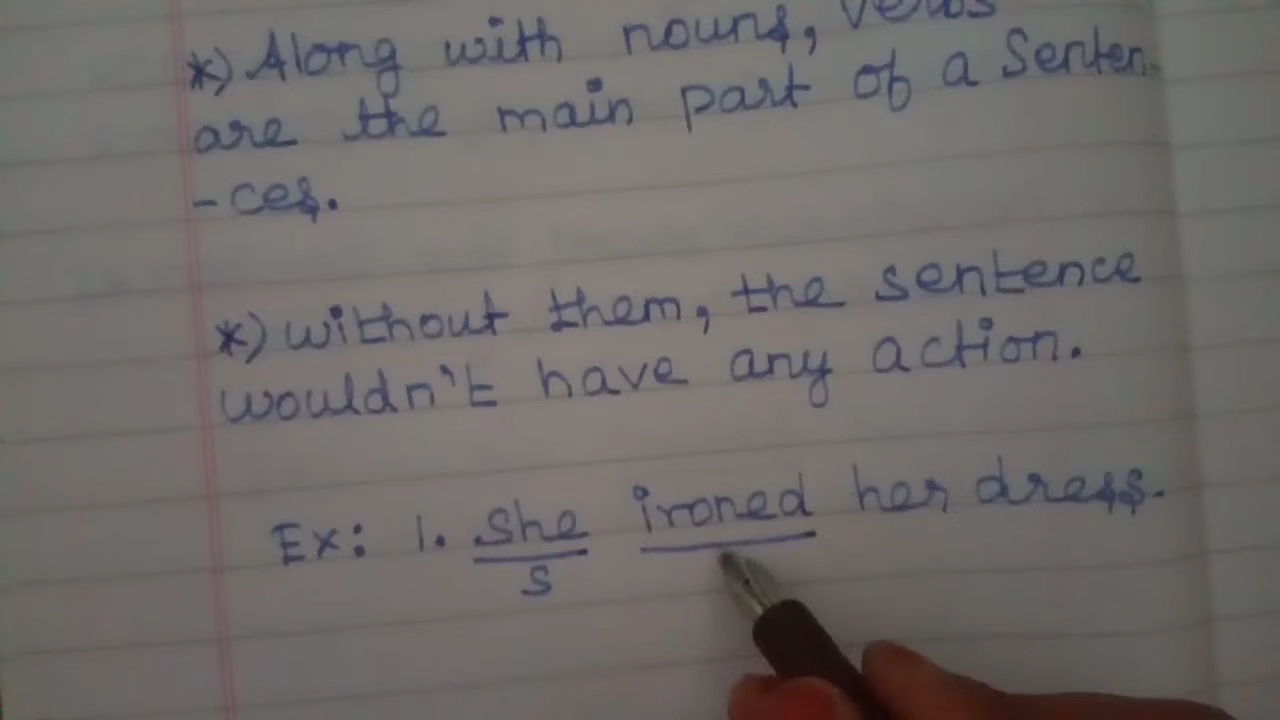 *) Along with nouns, verbs
are the main part of a Senten-
-ces.
*) without them, the sentence
wouldn't have any action.
Ex: 1. She ironed her dress.
S